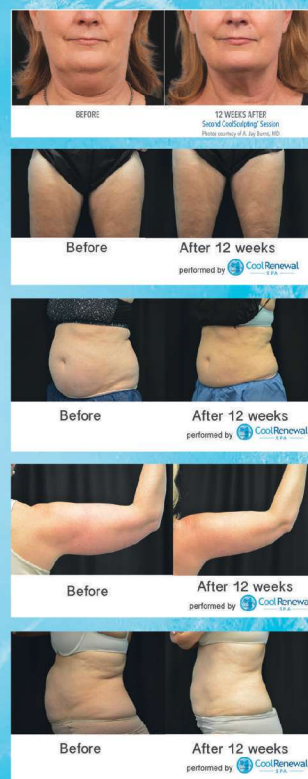 BEFORE
12 WEEKS AFTER
Second CoolSculpting® Session
Photos courtesy of A. Jay Burns, MD
Before
After 12 weeks
performed by CoolRenewal
SPA
Before
After 12 weeks
performed by CoolRenewal
SPA
Before
After 12 weeks
performed by CoolRenewal
SPA
Before
After 12 weeks
performed by CoolRenewal
SPA